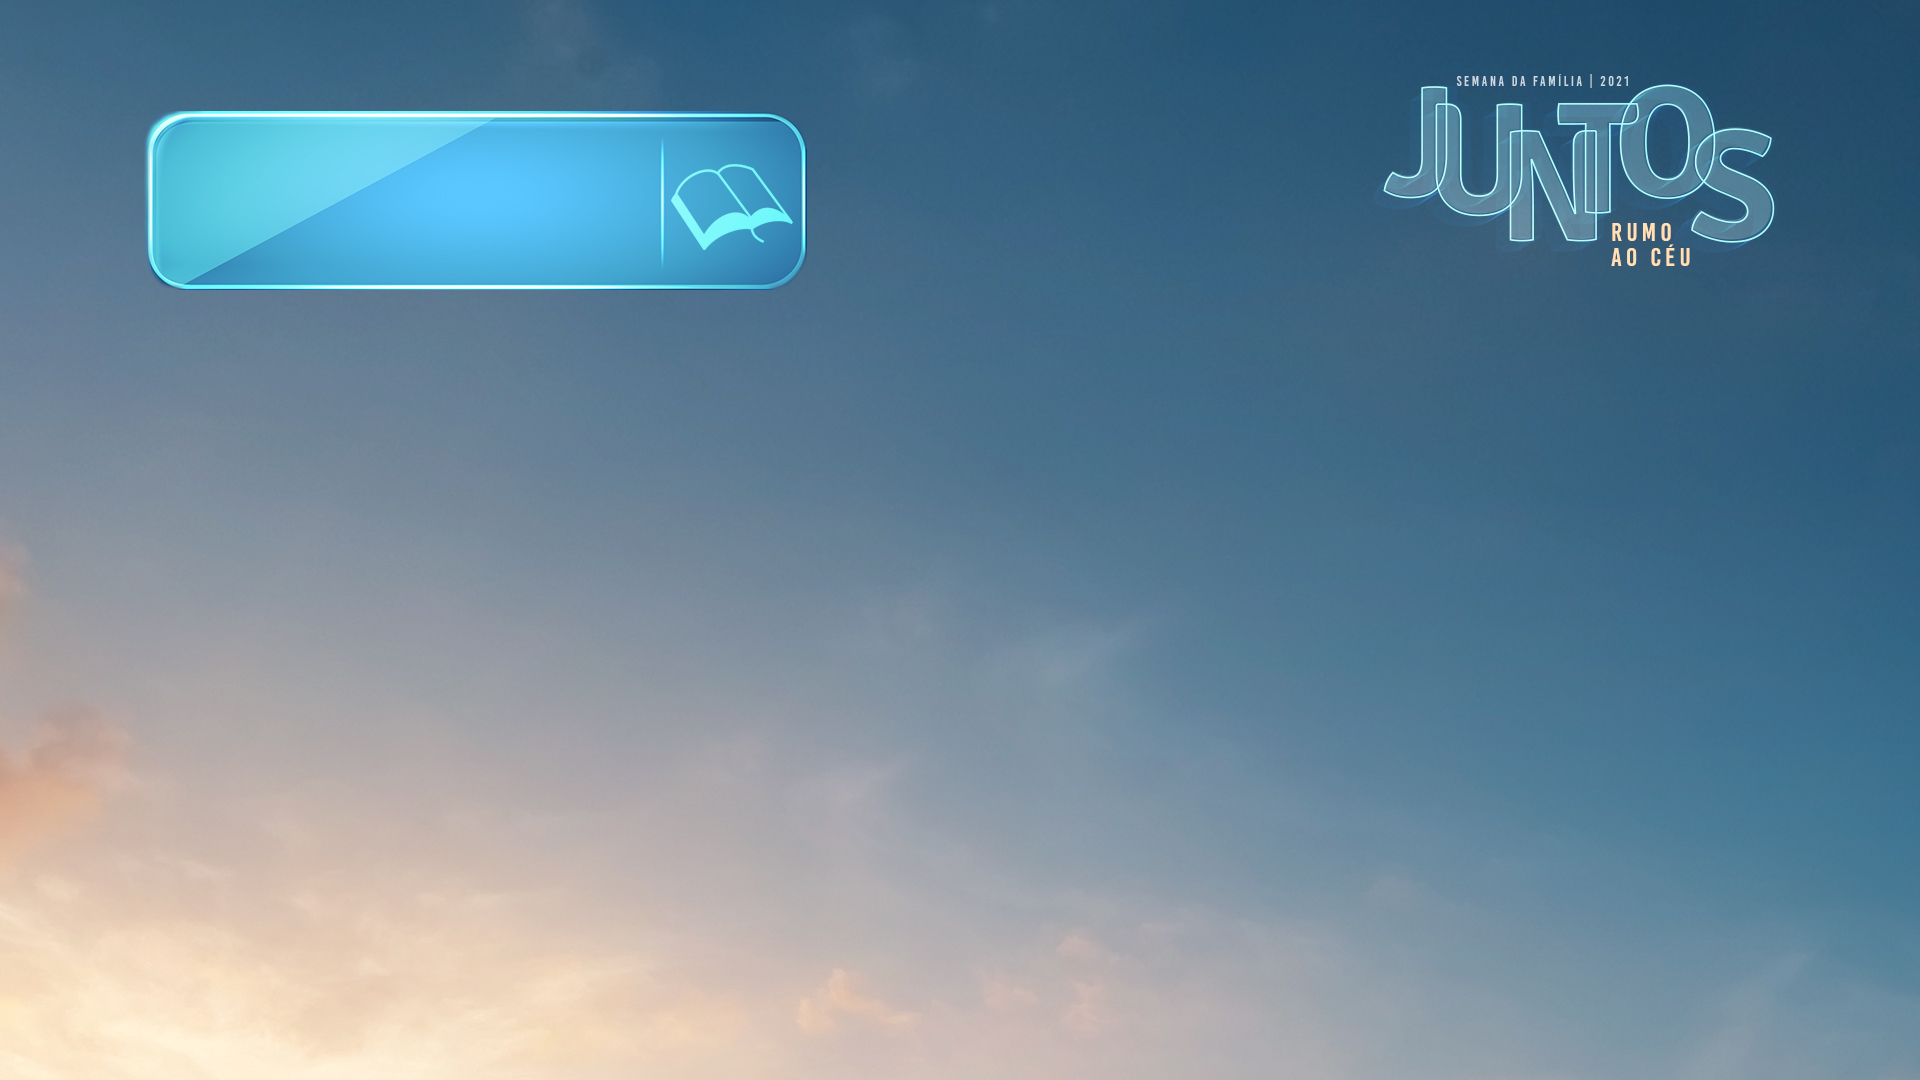 SEMANA DA FAMÍLIA | 2021
JUNTOS
RUMO
AO CÉU